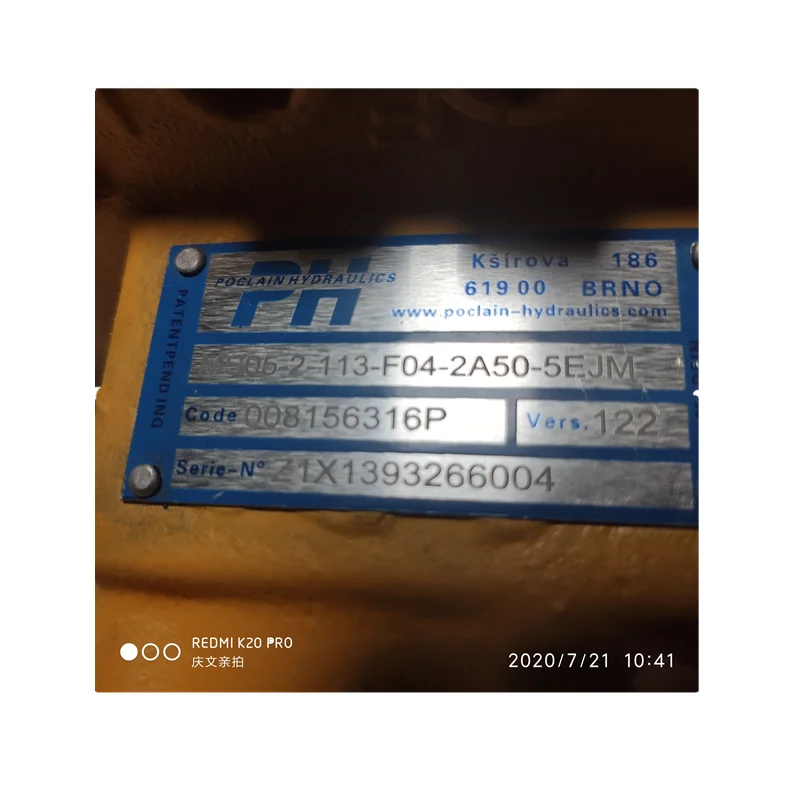 PH
POCLAIN HYDRAULICS
Kšírova 186
619 00 BRNO
www.poclain-hydraulics.com
PATENTPENDING
05-2-113-F04-2A50-5EJM
Code 008156316P
Vers. 122
Serie-Nº Z1X1393266004
REDMI K20 PRO
庆文亲拍
2020/7/21 10:41